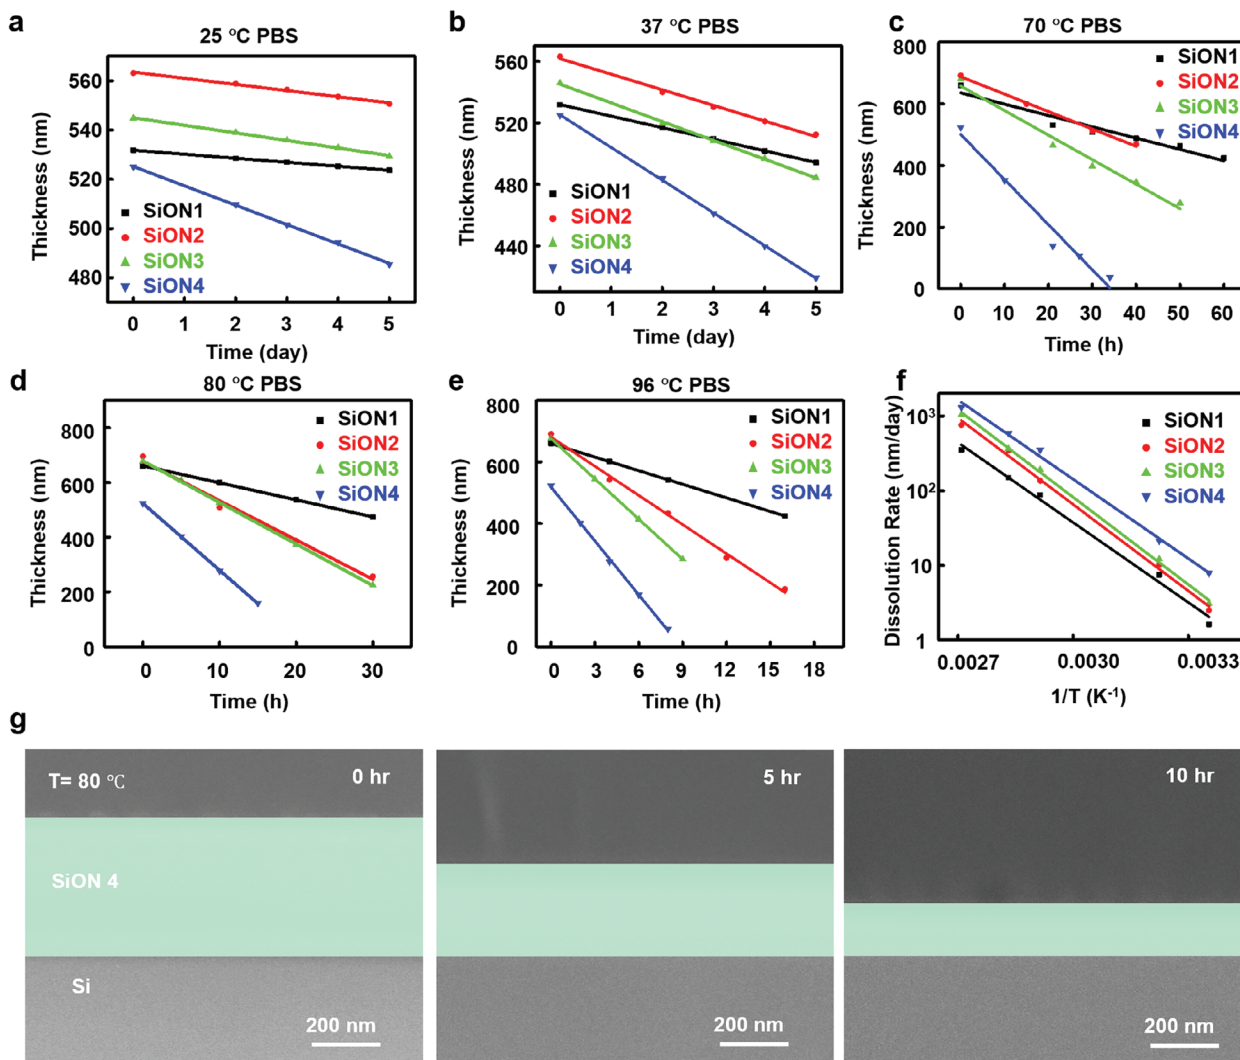 a
25 °C PBS
Thickness (nm)
560
540
520
500
480
SiON1
SiON2
SiON3
SiON4
0 1 2 3 4 5
Time (day)
b
37 °C PBS
Thickness (nm)
560
520
480
440
SiON1
SiON2
SiON3
SiON4
0 1 2 3 4 5
Time (day)
c
70 °C PBS
Thickness (nm)
800
600
400
200
0
SiON1
SiON2
SiON3
SiON4
0 10 20 30 40 50 60
Time (h)
d
80 °C PBS
Thickness (nm)
800
600
400
200
0
SiON1
SiON2
SiON3
SiON4
0 10 20 30
Time (h)
e
96 °C PBS
Thickness (nm)
800
600
400
200
0
SiON1
SiON2
SiON3
SiON4
0 3 6 9 12 15 18
Time (h)
f
Dissolution Rate (nm/day)
10³
10²
10
1
SiON1
SiON2
SiON3
SiON4
0.0027 0.0030 0.0033
1/T (K⁻¹)
g
T= 80 ℃
0 hr
SiON 4
Si
200 nm
5 hr
200 nm
10 hr
200 nm